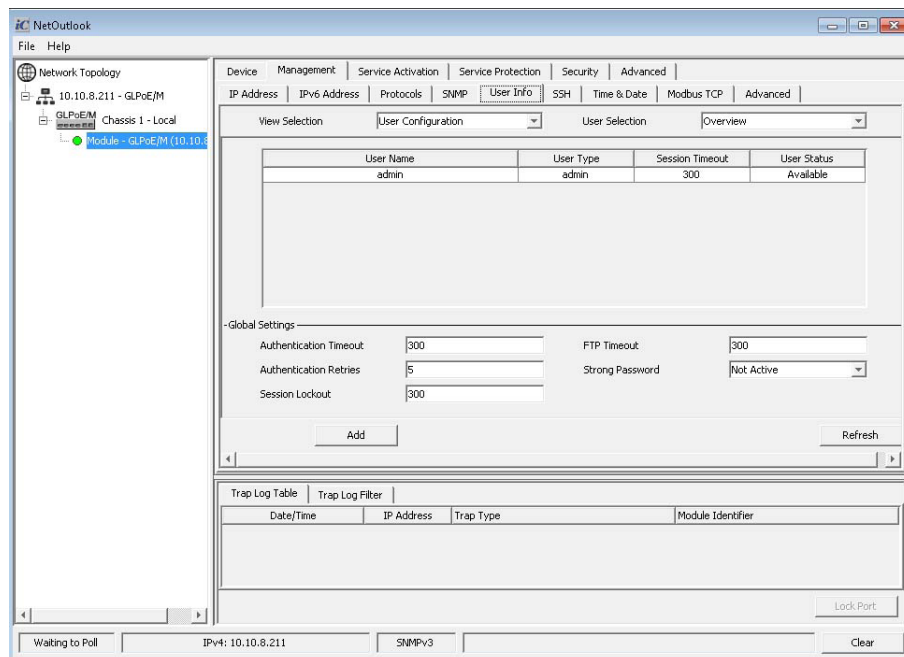 iC NetOutlook
File Help
Network Topology
10.10.8.211 - GLPoE/M
GLPoE/M Chassis 1 - Local
Module - GLPoE/M (10.10.8
Device Management Service Activation Service Protection Security Advanced
IP Address IPv6 Address Protocols SNMP User Info SSH Time & Date Modbus TCP Advanced
View Selection User Configuration User Selection Overview
User Name User Type Session Timeout User Status
admin admin 300 Available
Global Settings
Authentication Timeout 300 FTP Timeout 300
Authentication Retries 5 Strong Password Not Active
Session Lockout 300
Add Refresh
Trap Log Table Trap Log Filter
Date/Time IP Address Trap Type Module Identifier
Lock Port
Waiting to Poll IPv4: 10.10.8.211 SNMPv3 Clear